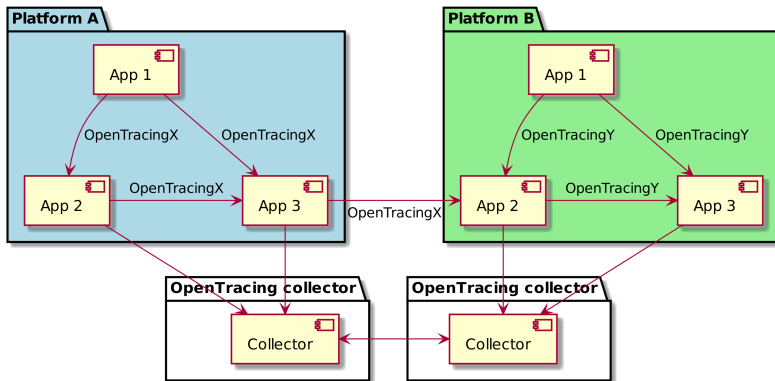 Platform A
Platform B
App 1
App 1
OpenTracingX
OpenTracingX
OpenTracingY
OpenTracingY
App 2
OpenTracingX
App 3
OpenTracingX
App 2
OpenTracingY
App 3
OpenTracing collector
OpenTracing collector
Collector
Collector